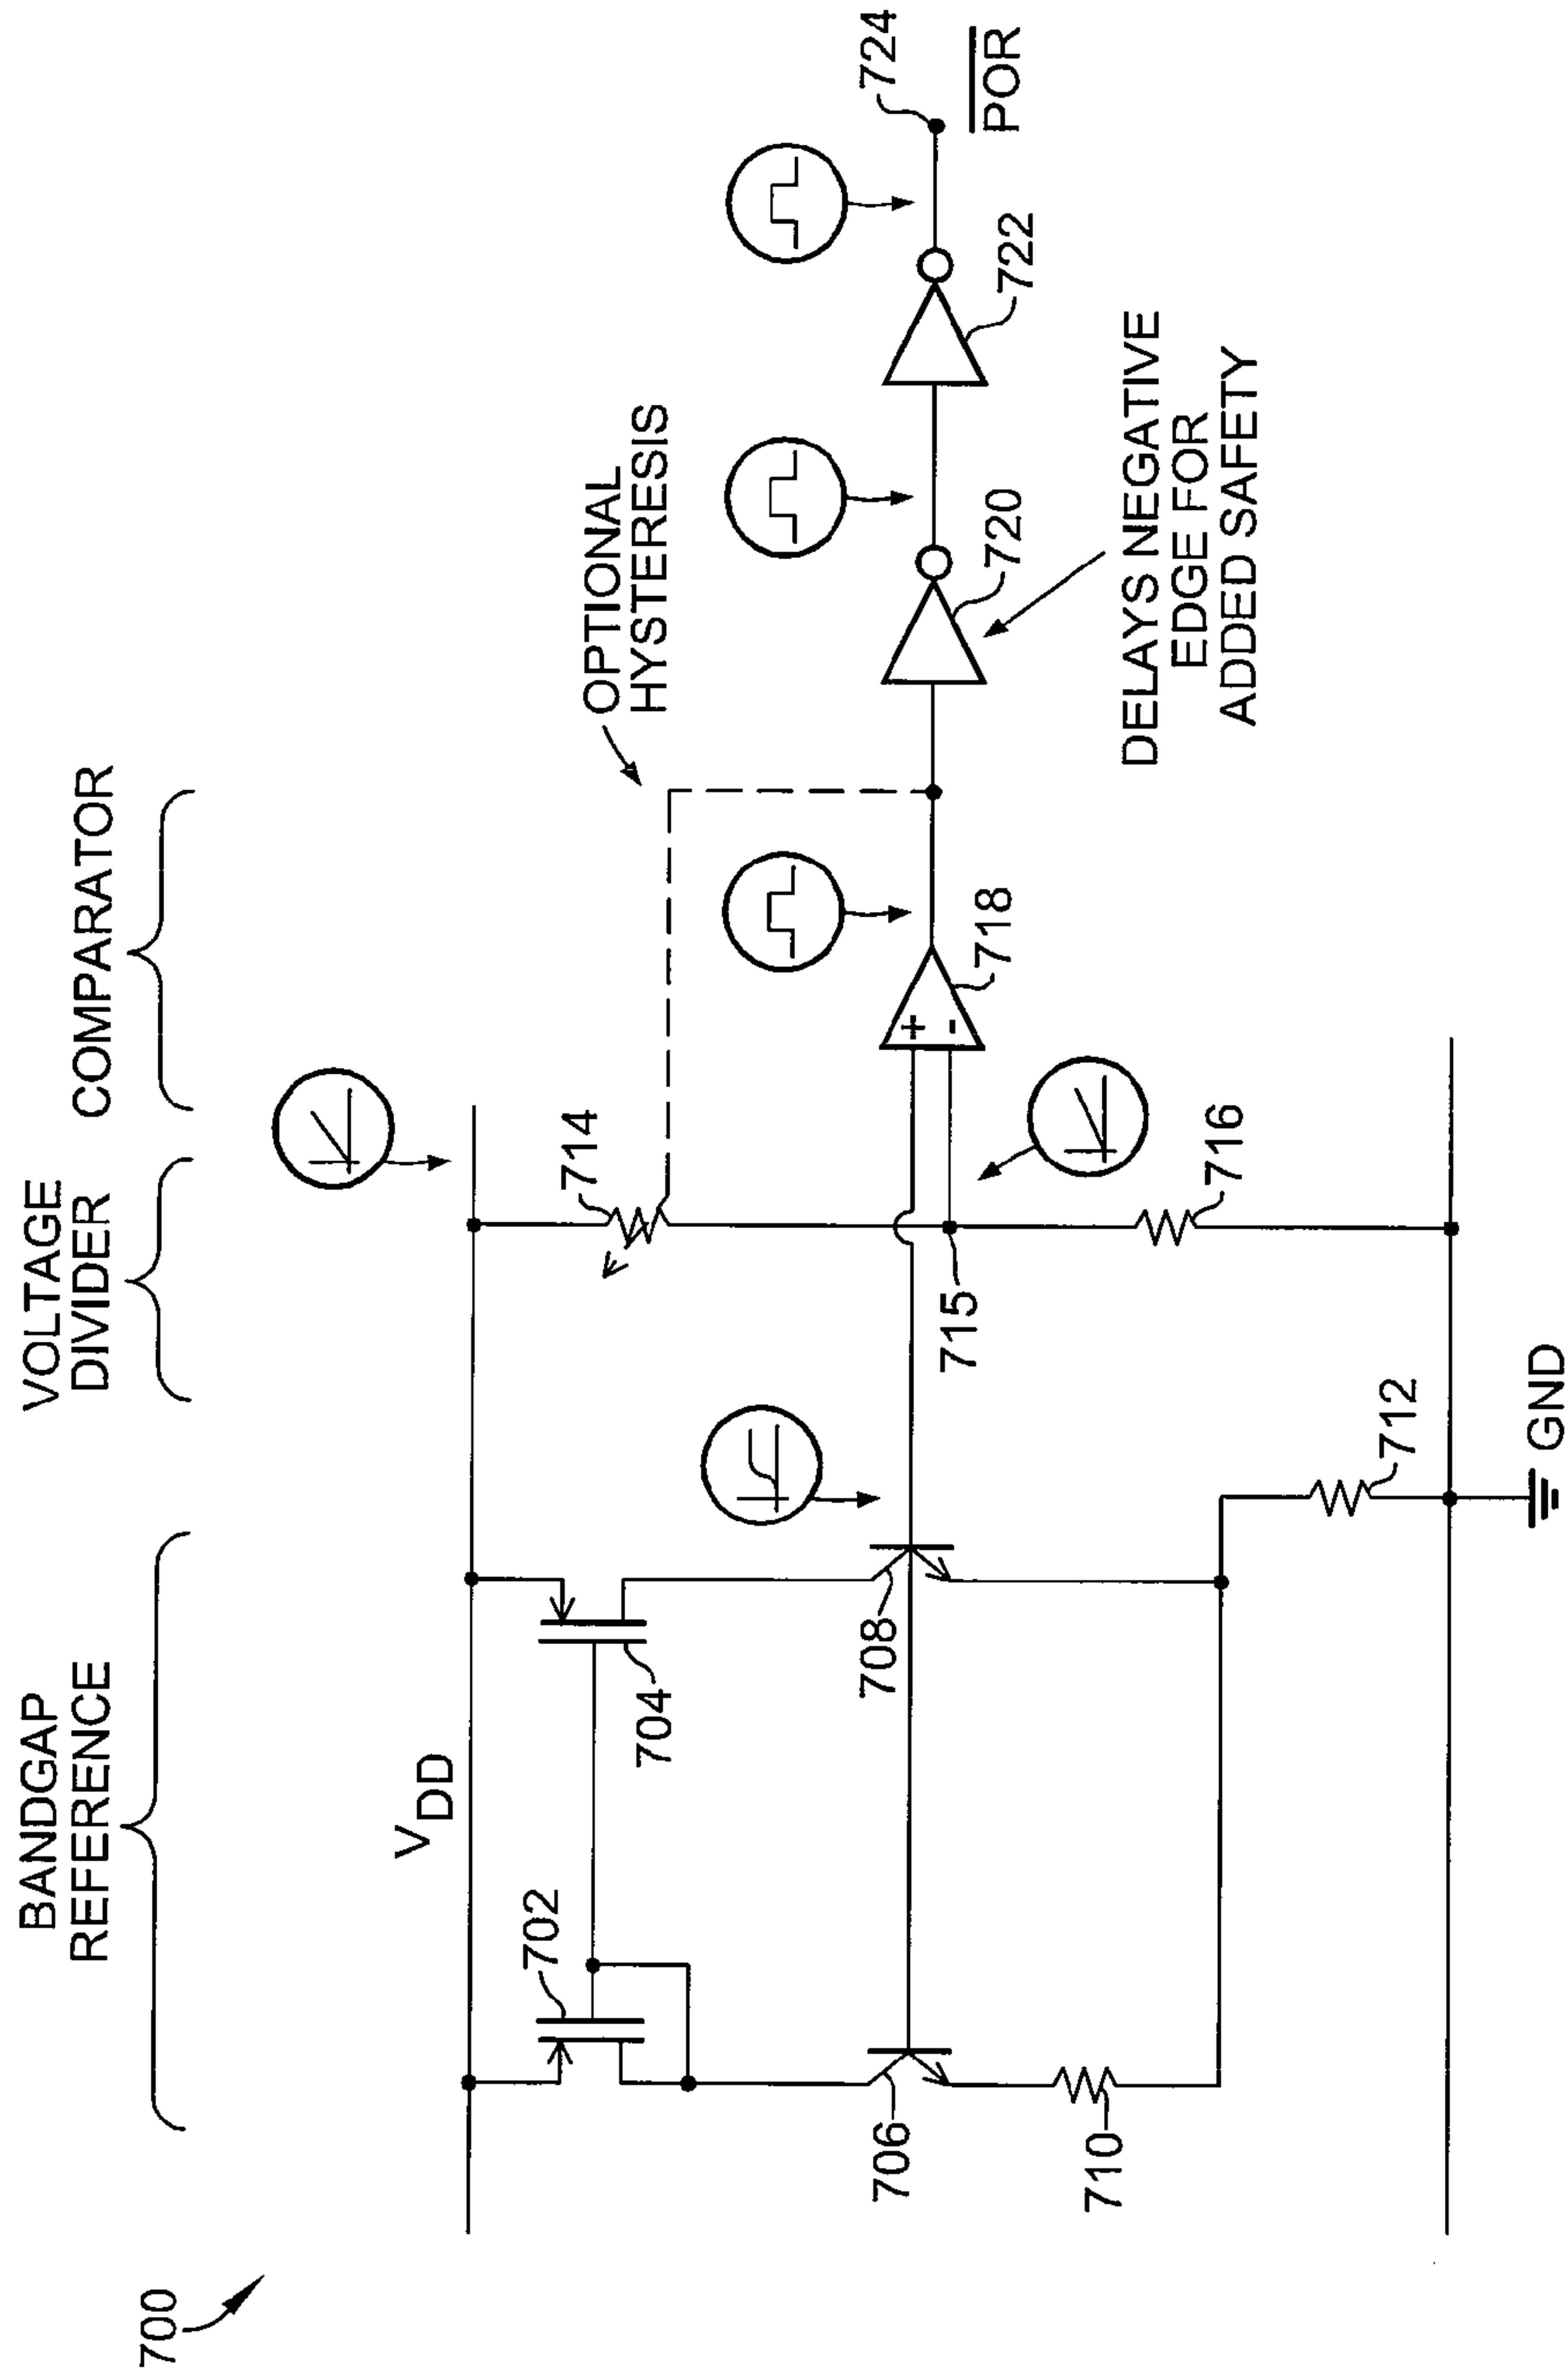 700
BANDGAP
REFERENCE
VOLTAGE
DIVIDER
COMPARATOR
VDD
702
704
714
OPTIONAL
HYSTERESIS
706
708
715
+
-
718
720
722
724
POR
710
712
716
DELAYS NEGATIVE
EDGE FOR
ADDED SAFETY
GND